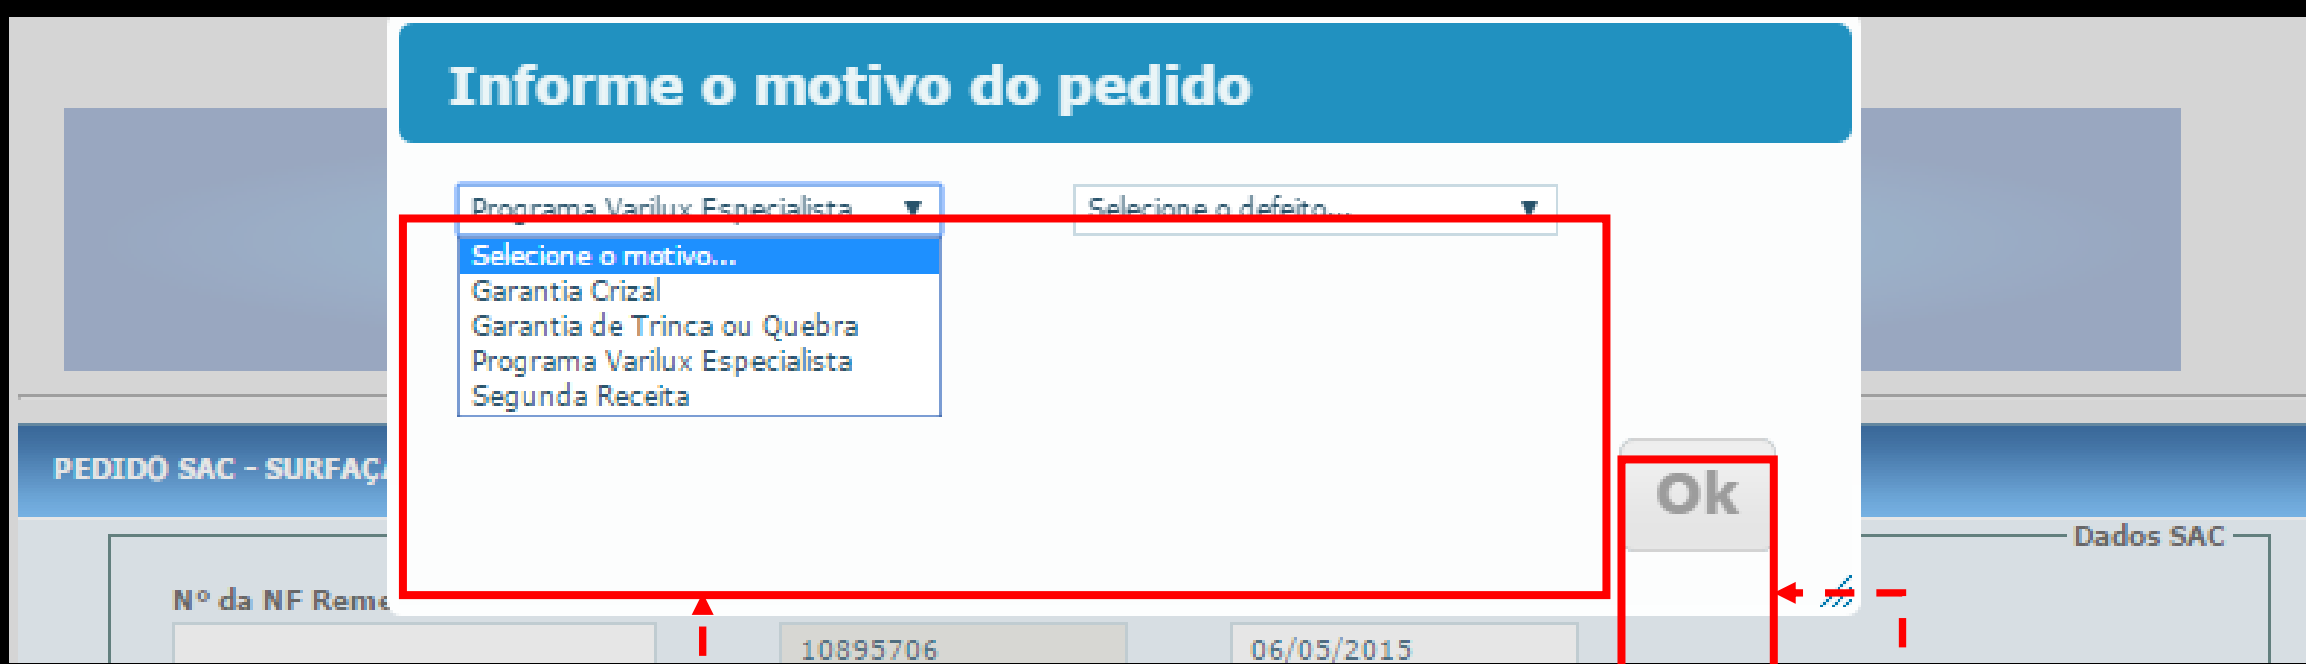 Informe o motivo do pedido
Programa Varilux Especialista
Selecione o defeito...
Selecione o motivo...
Garantia Crizal
Garantia de Trinca ou Quebra
Programa Varilux Especialista
Segunda Receita
Ok
PEDIDO SAC - SURFAÇ
Dados SAC
Nº da NF Reme
10895706
06/05/2015